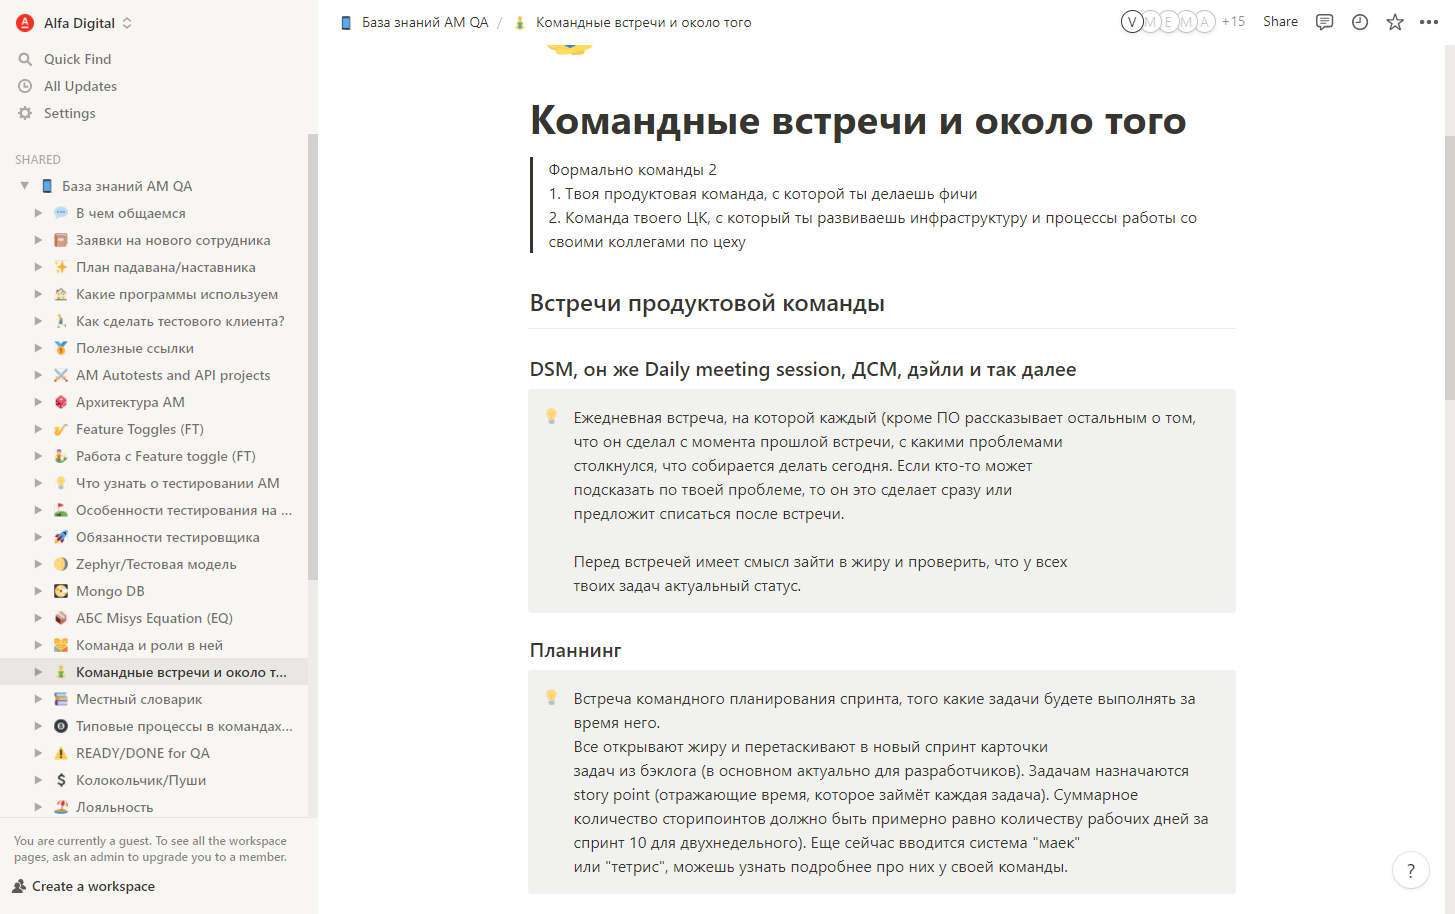 Alfa Digital
Quick Find
All Updates
Settings
SHARED
База знаний AM QA
В чем общаемся
Заявки на нового сотрудника
План падавана/наставника
Какие программы используем
Как сделать тестового клиента?
Полезные ссылки
AM Autotests and API projects
Архитектура AM
Feature Toggles (FT)
Работа с Feature toggle (FT)
Что узнать о тестировании AM
Особенности тестирования на ...
Обязанности тестировщика
Zephyr/Тестовая модель
Mongo DB
АБС Misys Equation (EQ)
Команда и роли в ней
Командные встречи и около т...
Местный словарик
Типовые процессы в командах...
READY/DONE for QA
Колокольчик/Пуши
Лояльность
You are currently a guest. To see all the workspace
pages, ask an admin to upgrade you to a member.
Create a workspace
База знаний AM QA / Командные встречи и около того
V M E M A +15 Share
Командные встречи и около того
Формально команды 2
1. Твоя продуктовая команда, с которой ты делаешь фичи
2. Команда твоего ЦК, с который ты развиваешь инфраструктуру и процессы работы со
своими коллегами по цеху
Встречи продуктовой команды
DSM, он же Daily meeting session, ДСМ, дэйли и так далее
Ежедневная встреча, на которой каждый (кроме ПО рассказывает остальным о том,
что он сделал с момента прошлой встречи, с какими проблемами
столкнулся, что собирается делать сегодня. Если кто-то может
подсказать по твоей проблеме, то он это сделает сразу или
предложит списаться после встречи.
Перед встречей имеет смысл зайти в жиру и проверить, что у всех
твоих задач актуальный статус.
Планнинг
Встреча командного планирования спринта, того какие задачи будете выполнять за
время него.
Все открывают жиру и перетаскивают в новый спринт карточки
задач из бэклога (в основном актуально для разработчиков). Задачам назначаются
story point (отражающие время, которое займёт каждая задача). Суммарное
количество сторипоинтов должно быть примерно равно количеству рабочих дней за
спринт 10 для двухнедельного). Еще сейчас вводится система "маек"
или "тетрис", можешь узнать подробнее про них у своей команды.
?